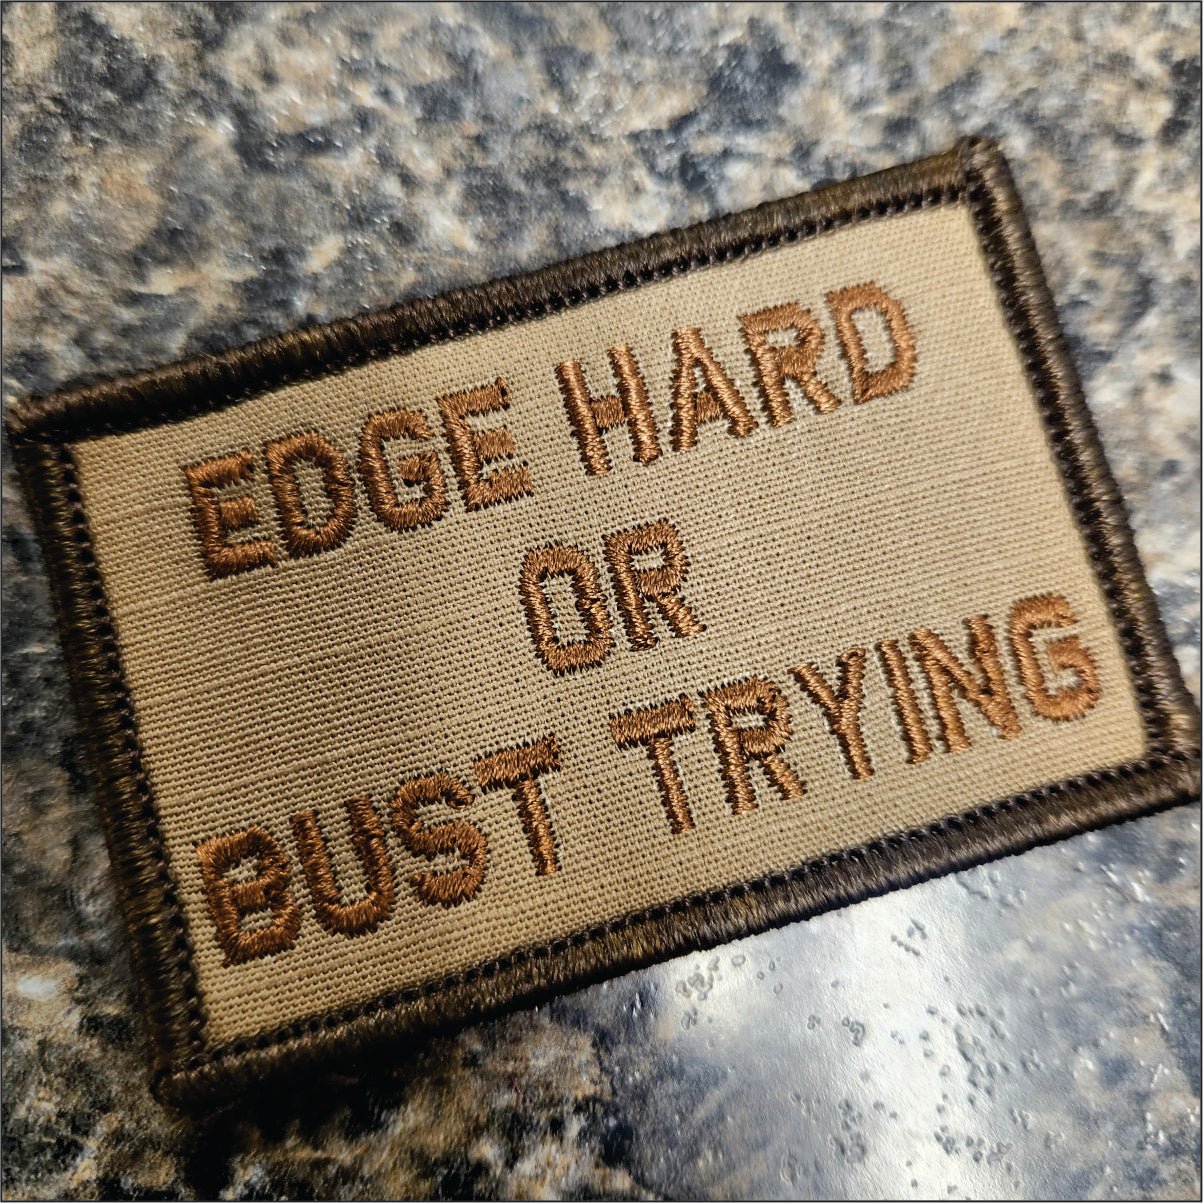 EDGE HARD
OR
BUST TRYING